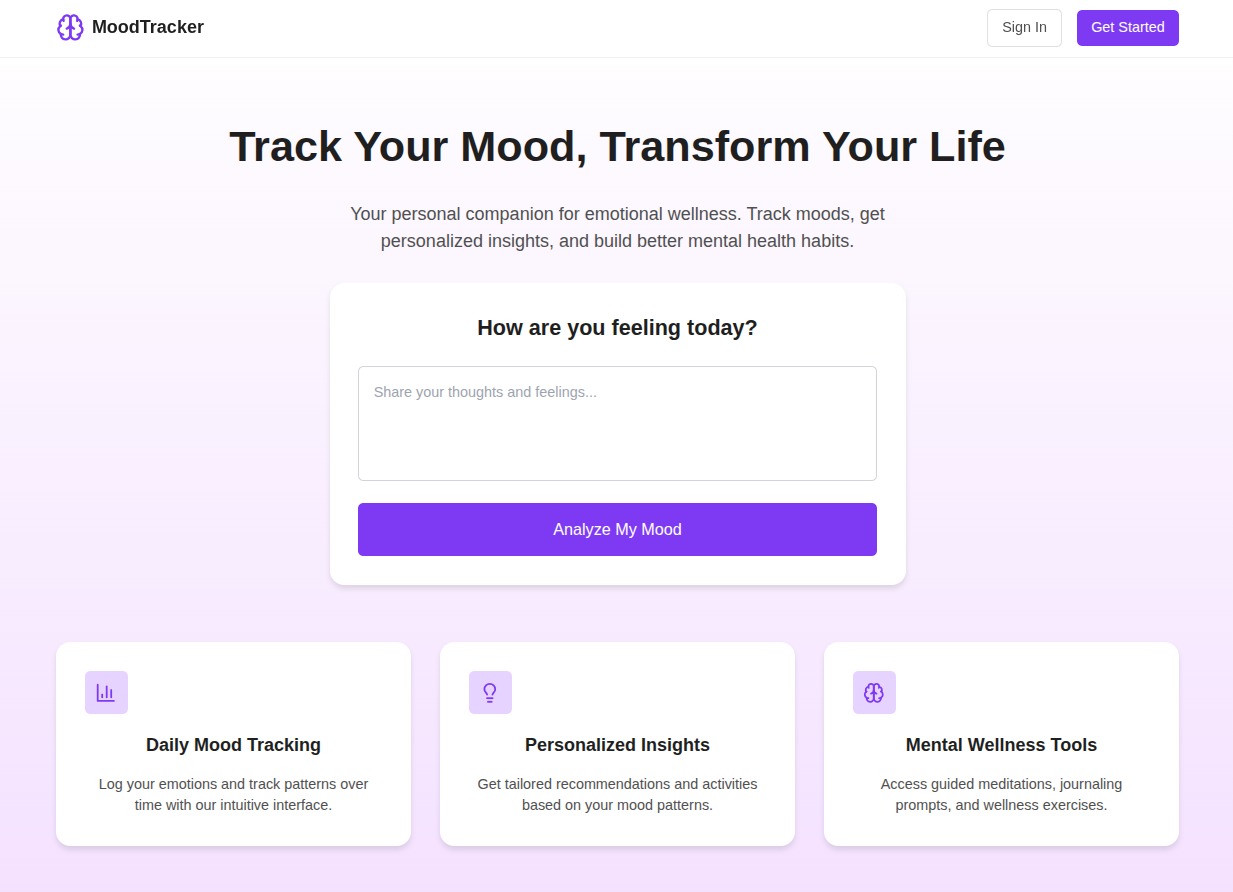 MoodTracker
Sign In
Get Started
Track Your Mood, Transform Your Life
Your personal companion for emotional wellness. Track moods, get
personalized insights, and build better mental health habits.
How are you feeling today?
Share your thoughts and feelings...
Analyze My Mood
Daily Mood Tracking
Log your emotions and track patterns over
time with our intuitive interface.
Personalized Insights
Get tailored recommendations and activities
based on your mood patterns.
Mental Wellness Tools
Access guided meditations, journaling
prompts, and wellness exercises.